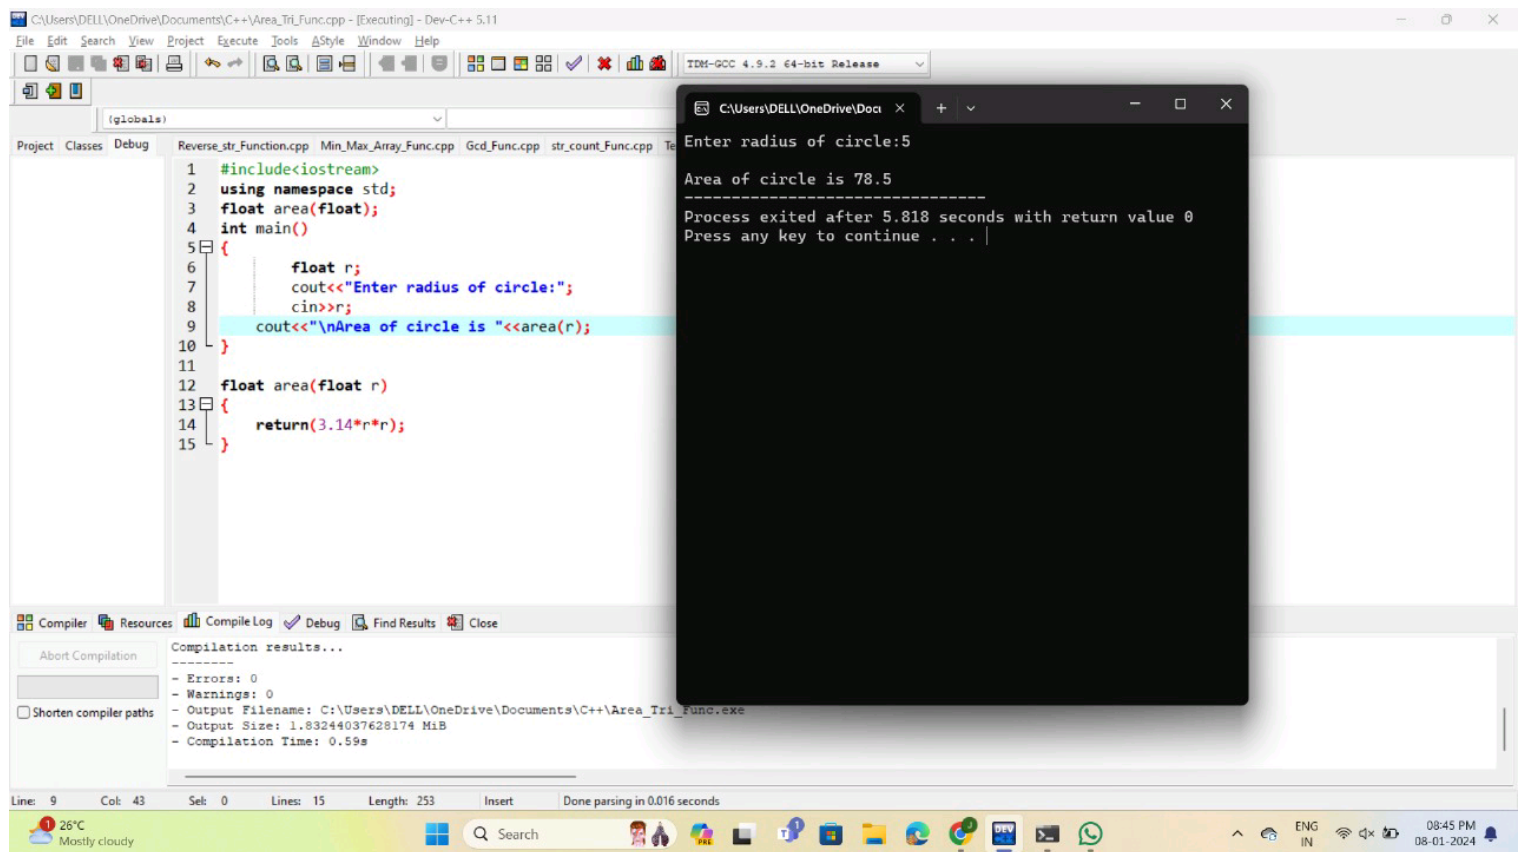 C:\Users\DELL\OneDrive\Documents\C++\Area_Tri_Func.cpp - [Executing] - Dev-C++ 5.11
File Edit Search View Project Execute Tools AStyle Window Help
TDM-GCC 4.9.2 64-bit Release
(globals)
Project Classes Debug
Reverse_str_Function.cpp Min_Max_Array_Func.cpp Gcd_Func.cpp str_count_Func.cpp Te
1 #include<iostream>
2 using namespace std;
3 float area(float);
4 int main()
5 {
6 float r;
7 cout<<"Enter radius of circle:";
8 cin>>r;
9 cout<<"\nArea of circle is "<<area(r);
10 }
11
12 float area(float r)
13 {
14 return(3.14*r*r);
15 }
C:\Users\DELL\OneDrive\Docu
Enter radius of circle:5
Area of circle is 78.5
--------------------------------
Process exited after 5.818 seconds with return value 0
Press any key to continue . . .
Compiler Resources Compile Log Debug Find Results Close
Abort Compilation
Shorten compiler paths
Compilation results...
--------
- Errors: 0
- Warnings: 0
- Output Filename: C:\Users\DELL\OneDrive\Documents\C++\Area_Tri_Func.exe
- Output Size: 1.83244037628174 MiB
- Compilation Time: 0.59s
Line: 9 Col: 43 Sel: 0 Lines: 15 Length: 253 Insert Done parsing in 0.016 seconds
1
26°C
Mostly cloudy
Search
PRE
1
DEV
ENG
IN
08:45 PM
08-01-2024